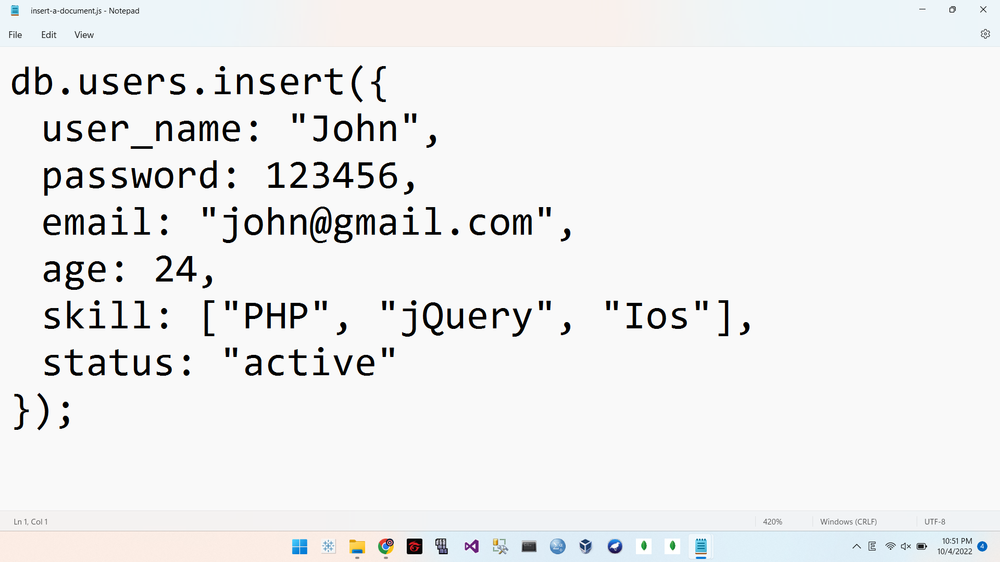 insert-a-document.js - Notepad
File Edit View
db.users.insert({
  user_name: "John",
  password: 123456,
  email: "john@gmail.com",
  age: 24,
  skill: ["PHP", "jQuery", "Ios"],
  status: "active"
});
Ln 1, Col 1 420% Windows (CRLF) UTF-8
10:51 PM
10/4/2022
4